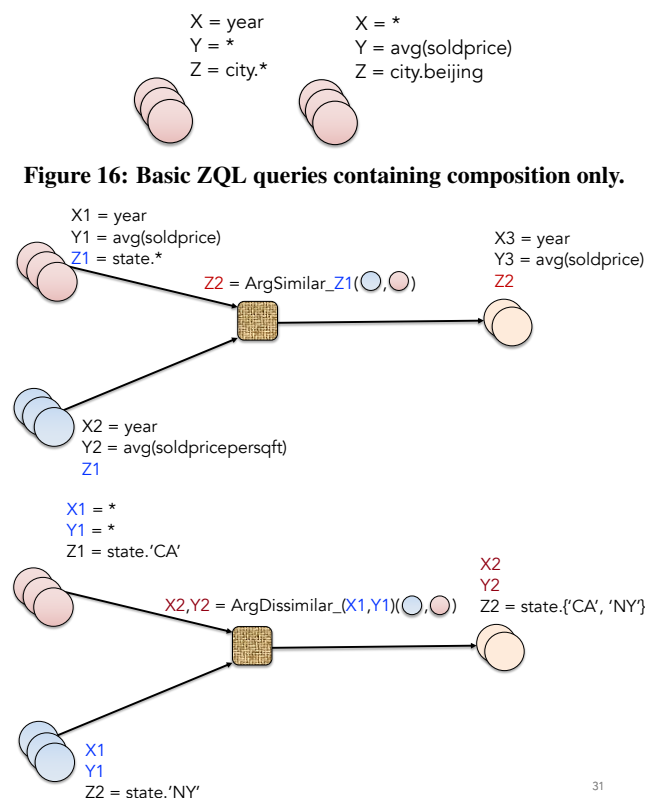 X = year
Y = *
Z = city.*
X = *
Y = avg(soldprice)
Z = city.beijing
Figure 16: Basic ZQL queries containing composition only.
X1 = year
Y1 = avg(soldprice)
Z1 = state.*
Z2 = ArgSimilar_Z1( , )
X3 = year
Y3 = avg(soldprice)
Z2
X2 = year
Y2 = avg(soldpricepersqft)
Z1
X1 = *
Y1 = *
Z1 = state.'CA'
X2,Y2 = ArgDissimilar_(X1,Y1)( , )
X2
Y2
Z2 = state.{'CA', 'NY'}
X1
Y1
Z2 = state.'NY'
31